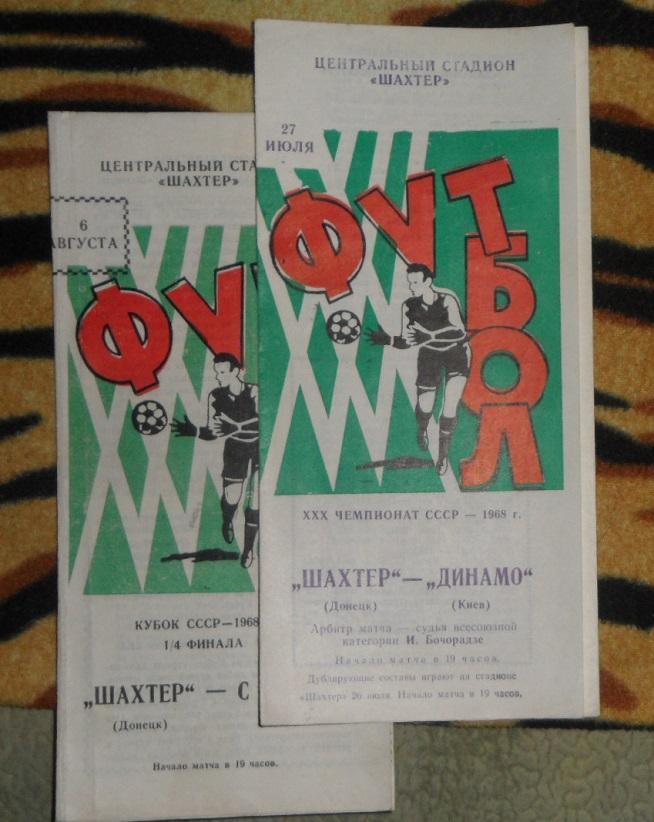 ЦЕНТРАЛЬНЫЙ СТАДИОН
«ШАХТЕР»
27
ИЮЛЯ
ФУТ
БОЛ
XXX ЧЕМПИОНАТ СССР — 1968 г.
„ШАХТЕР“ — „ДИНАМО“
(Донецк) (Киев)
Арбитр матча — судья всесоюзной
категории И. Бочорадзе
Начало матча в 19 часов.
Дублирующие составы играют на стадионе
«Шахтер» 26 июля. Начало матча в 19 часов.
ЦЕНТРАЛЬНЫЙ СТА
«ШАХТЕР»
6
АВГУСТА
ФУ
КУБОК СССР—1968
1/4 ФИНАЛА
„ШАХТЕР“ — С
(Донецк)
Начало матча в 19 часов.